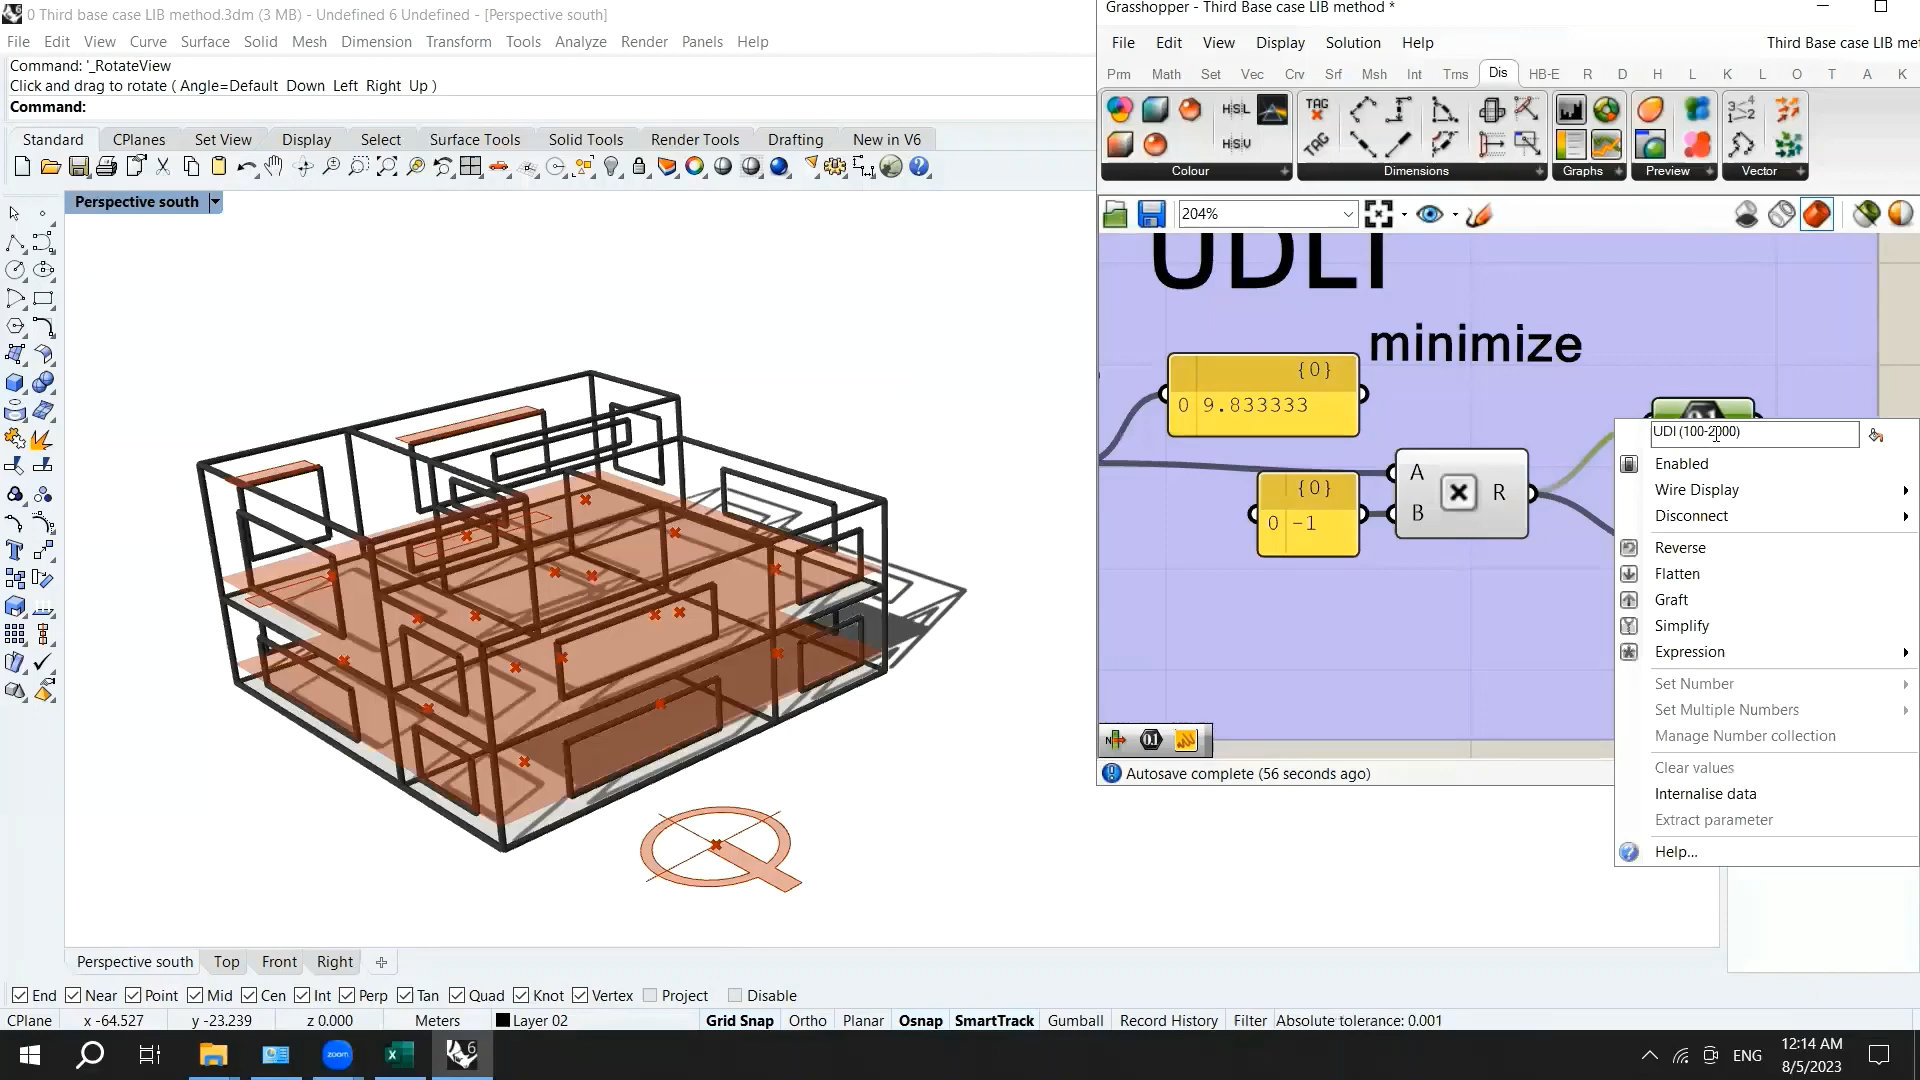 0 Third base case LIB method.3dm (3 MB) - Undefined 6 Undefined - [Perspective south]
File Edit View Curve Surface Solid Mesh Dimension Transform Tools Analyze Render Panels Help
Command: '_RotateView
Click and drag to rotate ( Angle=Default Down Left Right Up )
Command:
Standard CPlanes Set View Display Select Surface Tools Solid Tools Render Tools Drafting New in V6
Perspective south
Grasshopper - Third Base case LIB method *
File Edit View Display Solution Help
Third Base case LIB me
Prm Math Set Vec Crv Srf Msh Int Trns Dis HB-E R D H L K L O T A K
H|S|L
H|S|V
TAG
TAG
Colour Dimensions Graphs Preview Vector
204%
UDLI
minimize
{0}
0 9.833333
{0}
0 -1
A
B
R
UDI (100-2000)
Enabled
Wire Display
Disconnect
Reverse
Flatten
Graft
Simplify
Expression
Set Number
Set Multiple Numbers
Manage Number collection
Clear values
Internalise data
Extract parameter
Help...
Autosave complete (56 seconds ago)
Perspective south Top Front Right
End Near Point Mid Cen Int Perp Tan Quad Knot Vertex Project Disable
CPlane x -64.527 y -23.239 z 0.000 Meters Layer 02 Grid Snap Ortho Planar Osnap SmartTrack Gumball Record History Filter Absolute tolerance: 0.001
zoom
6
ENG
12:14 AM
8/5/2023